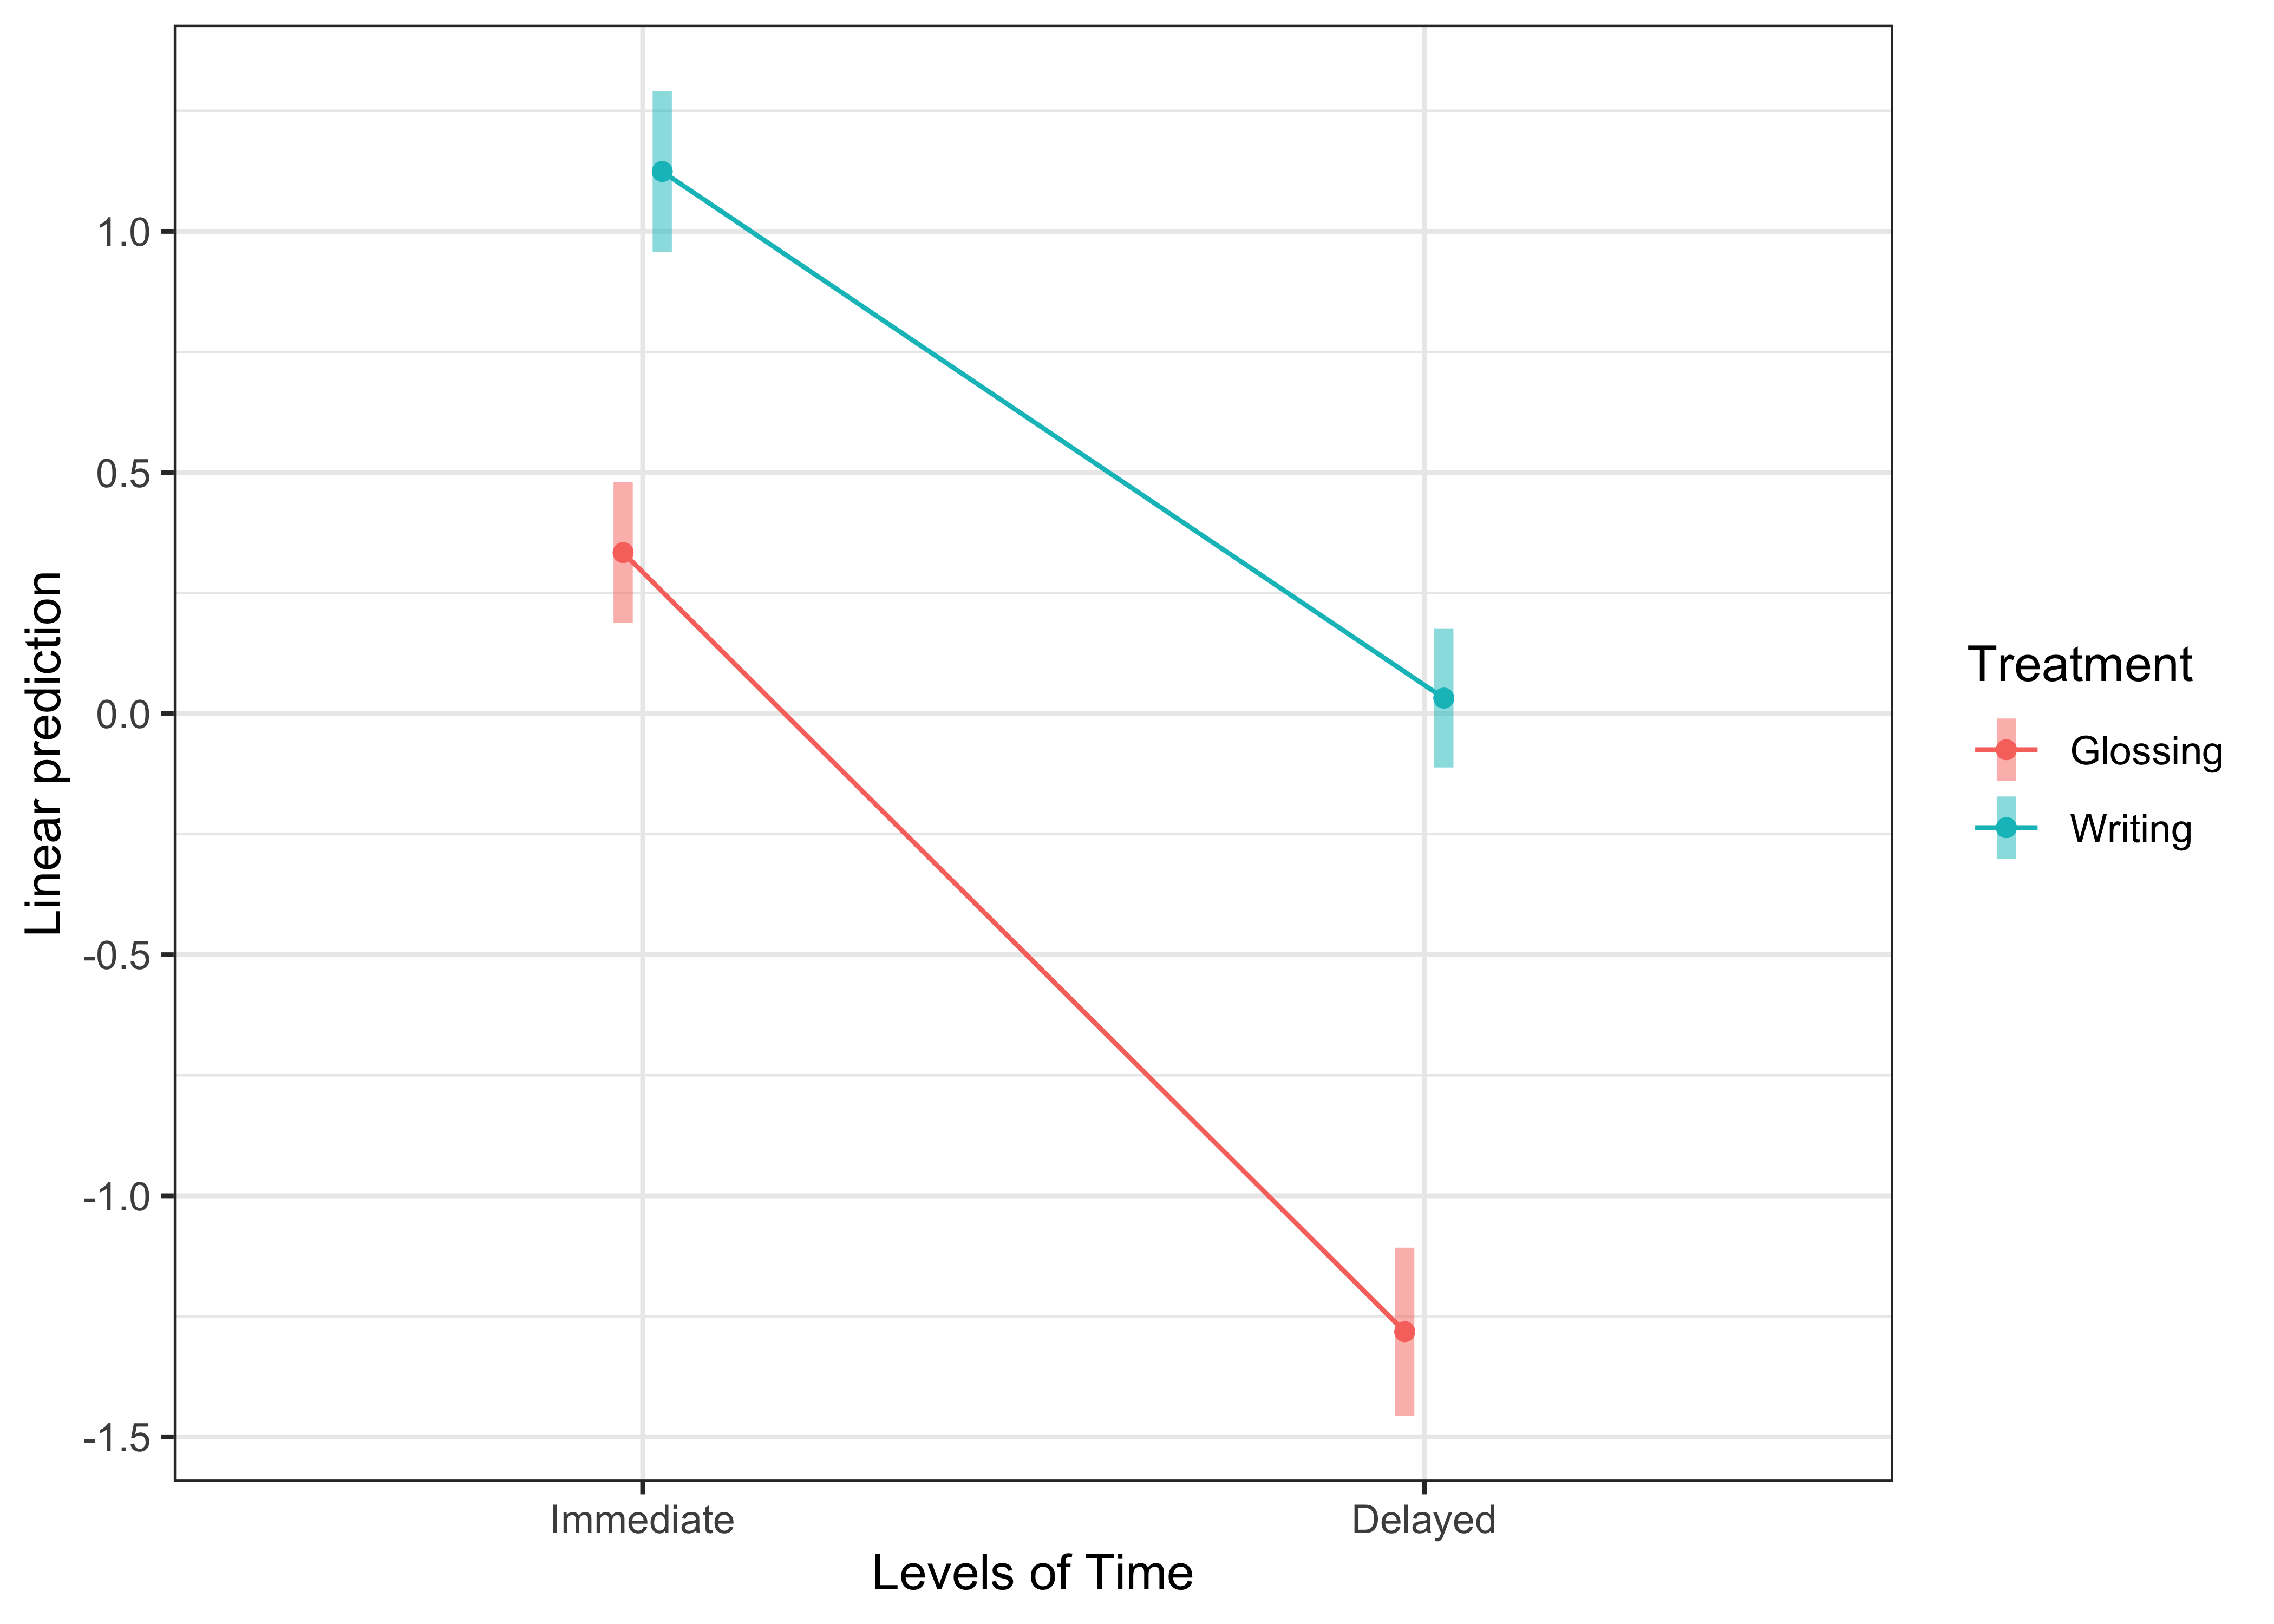 1.0
0.5
0.0
-0.5
-1.0
-1.5
Linear prediction
Immediate
Delayed
Levels of Time
Treatment
Glossing
Writing